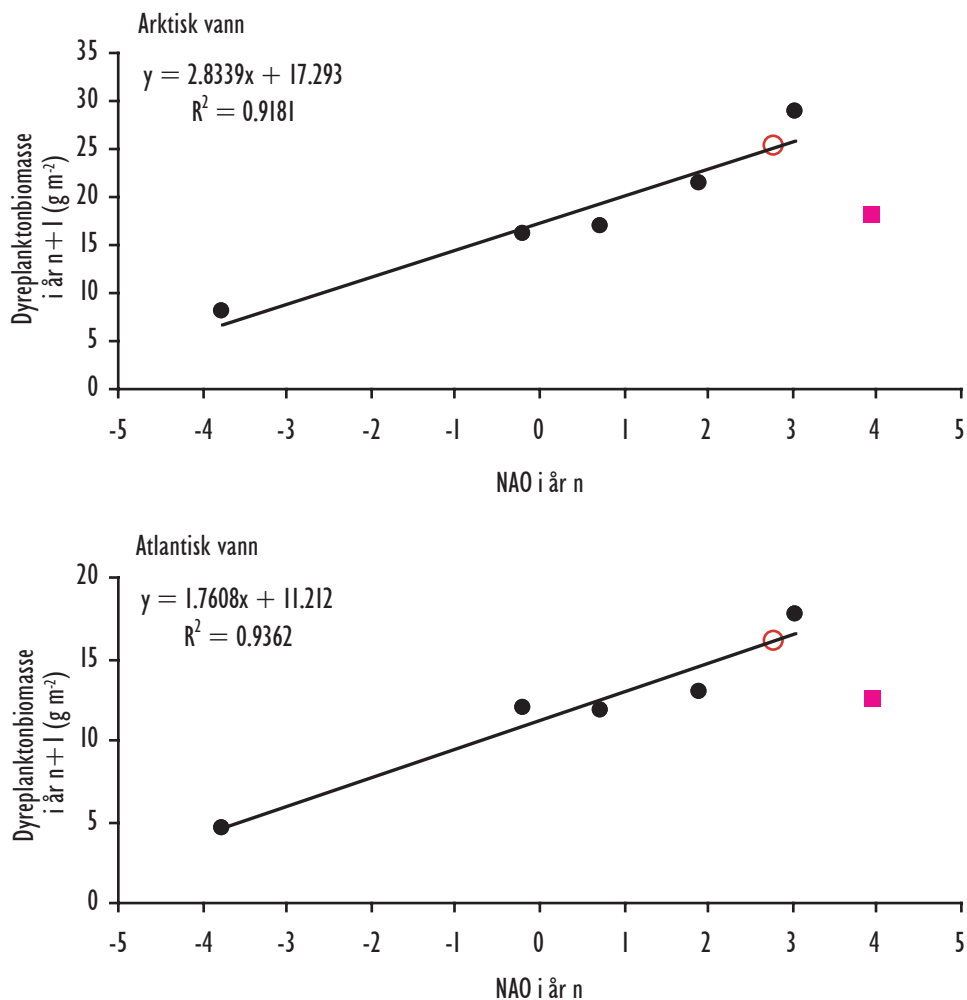 Arktisk vann
y = 2.8339x + 17.293
R² = 0.9181
Dyreplanktonbiomasse
i år n+1 (g m⁻²)
35
30
25
20
15
10
5
0
-5 -4 -3 -2 -1 0 1 2 3 4 5
NAO i år n
Atlantisk vann
y = 1.7608x + 11.212
R² = 0.9362
Dyreplanktonbiomasse
i år n+1 (g m⁻²)
20
15
10
5
0
-5 -4 -3 -2 -1 0 1 2 3 4 5
NAO i år n